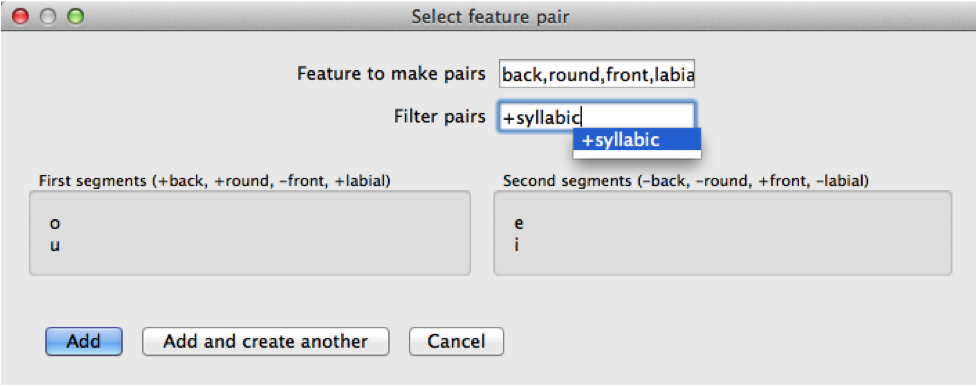 Select feature pair
Feature to make pairs back,round,front,labia
Filter pairs +syllabic
+syllabic
First segments (+back, +round, –front, +labial) Second segments (–back, –round, +front, –labial)
o e
u i
Add Add and create another Cancel